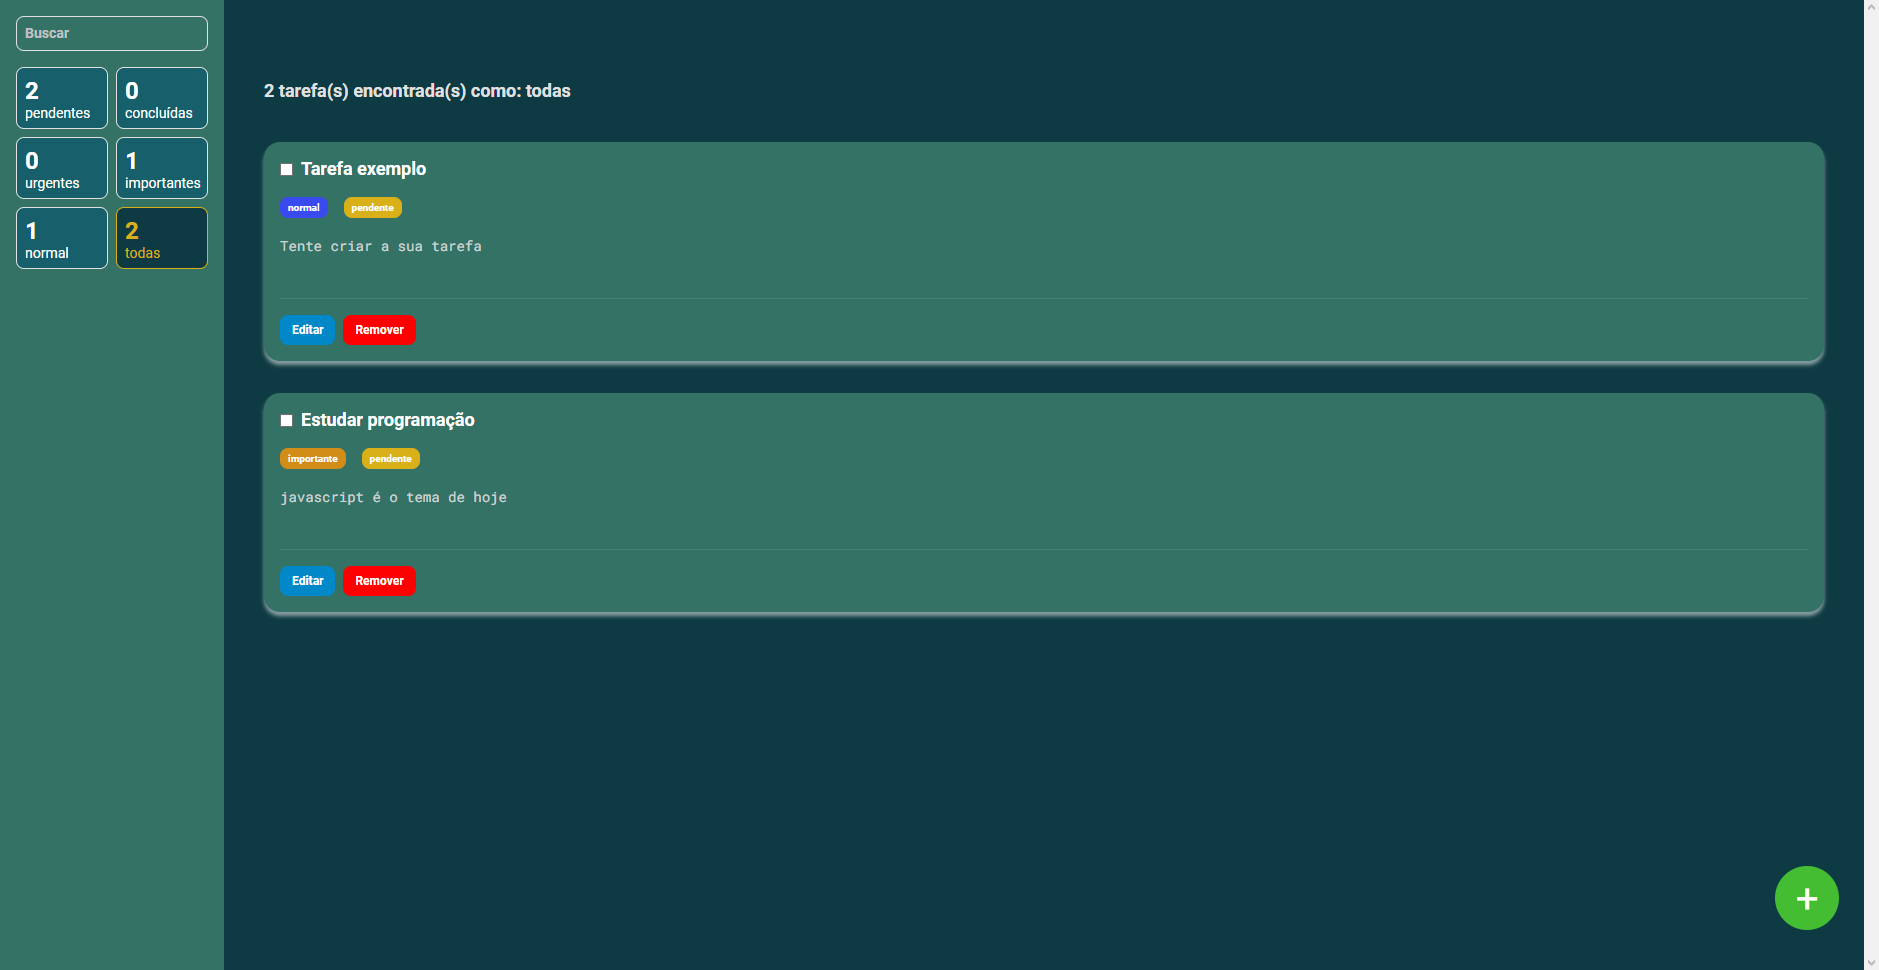 Buscar
2
pendentes
0
concluídas
0
urgentes
1
importantes
1
normal
2
todas
2 tarefa(s) encontrada(s) como: todas
Tarefa exemplo
normal pendente
Tente criar a sua tarefa
Editar Remover
Estudar programação
importante pendente
javascript é o tema de hoje
Editar Remover
+